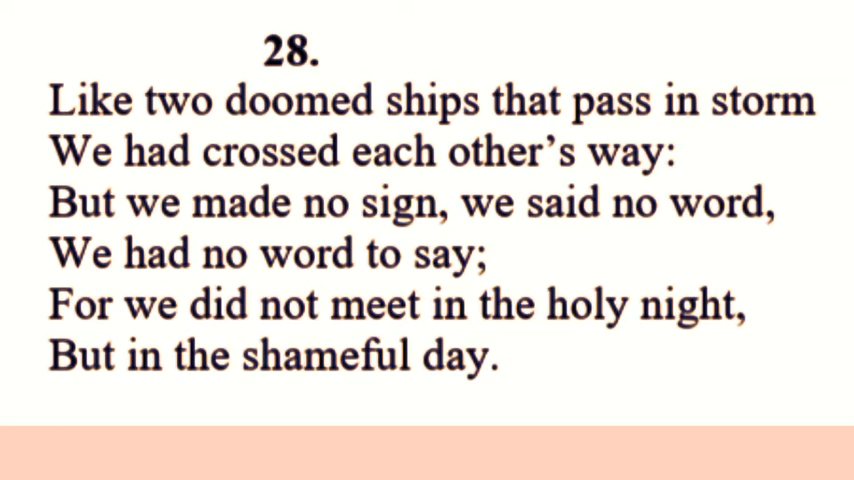 28.
Like two doomed ships that pass in storm
We had crossed each other’s way:
But we made no sign, we said no word,
We had no word to say;
For we did not meet in the holy night,
But in the shameful day.